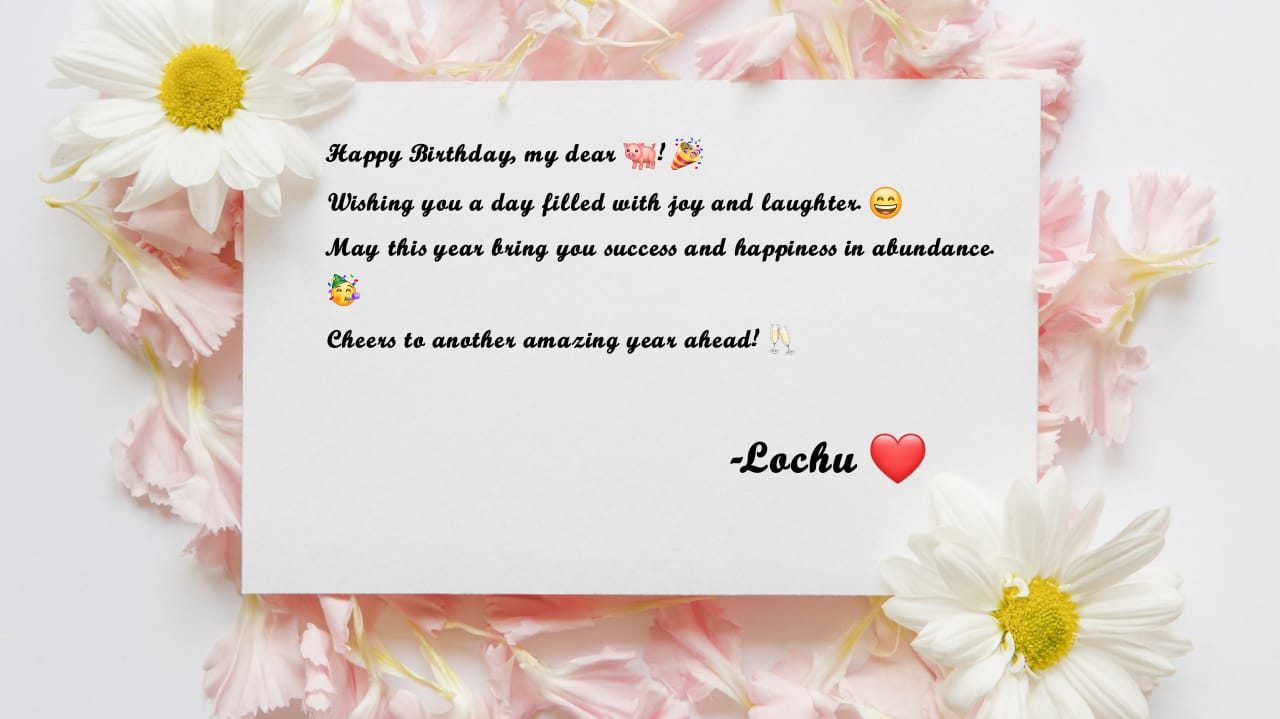 Happy Birthday, my dear 🐖! 🎉
Wishing you a day filled with joy and laughter. 😄
May this year bring you success and happiness in abundance.
🥳
Cheers to another amazing year ahead! 🥂
-Lochu ❤️